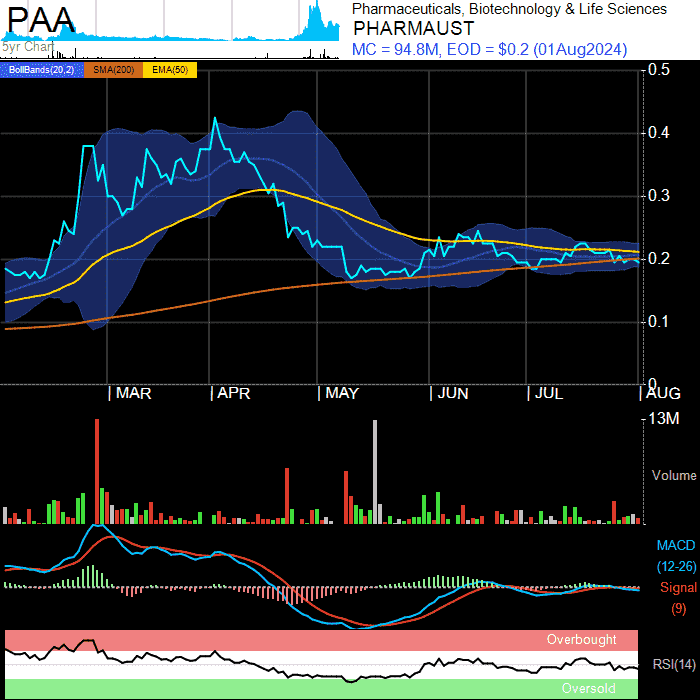 PAA
5yr Chart
Pharmaceuticals, Biotechnology & Life Sciences
PHARMAUST
MC = 94.8M, EOD = $0.2 (01Aug2024)
BollBands(20,2) SMA(200) EMA(50)
0.5
0.4
0.3
0.2
0.1
0
MAR APR MAY JUN JUL AUG
13M
Volume
MACD
(12-26)
Signal
(9)
Overbought
RSI(14)
Oversold